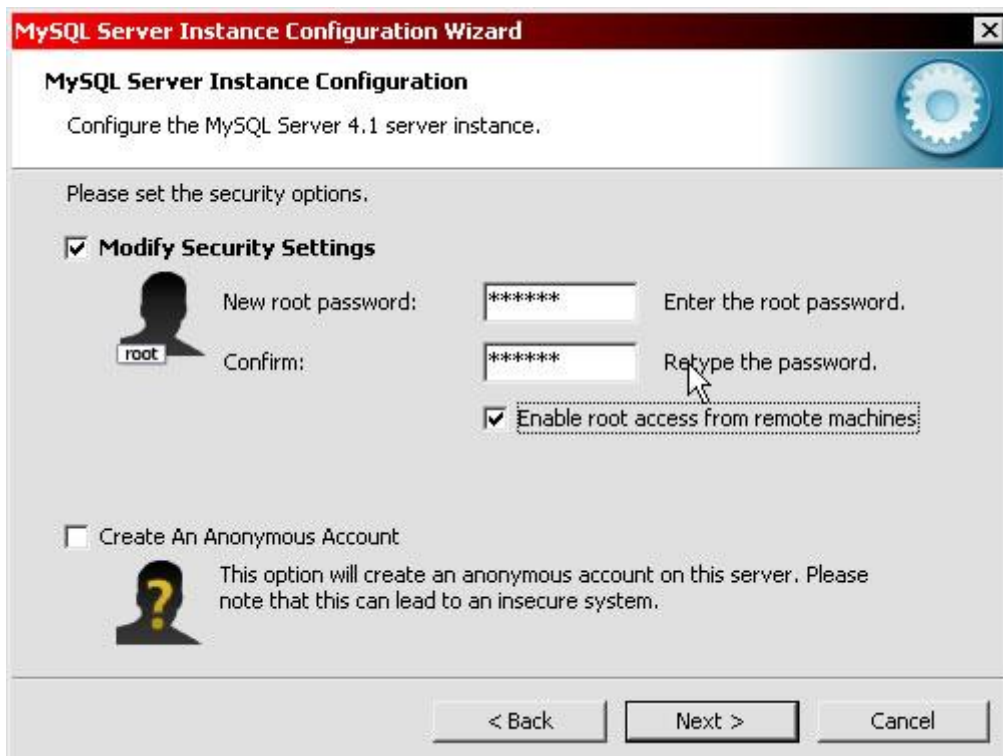 MySQL Server Instance Configuration Wizard
MySQL Server Instance Configuration
Configure the MySQL Server 4.1 server instance.
Please set the security options.
Modify Security Settings
New root password: ****** Enter the root password.
root
Confirm: ****** Retype the password.
Enable root access from remote machines
Create An Anonymous Account
This option will create an anonymous account on this server. Please
note that this can lead to an insecure system.
< Back Next > Cancel